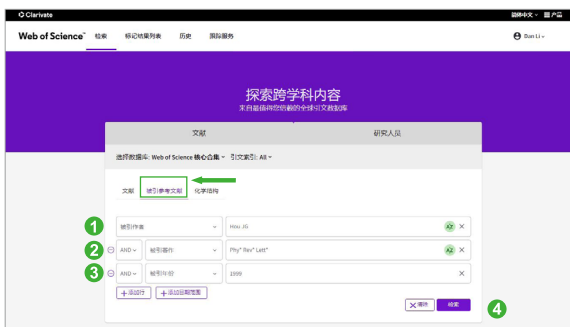 Clarivate
简体中文 产品
Web of Science™ 检索 标记结果列表 历史 跟踪服务 Dan Li
探索跨学科内容
来自最值得您信赖的全球引文数据库
文献 研究人员
选择数据库: Web of Science 核心合集 引文索引: All
文献 被引参考文献 化学结构
1 被引作者 Hou JG AZ ×
2 AND 被引著作 Phy* Rev* Lett* AZ ×
3 AND 被引年份 1999 ×
+添加行 +添加日期范围
×清除 检索 4